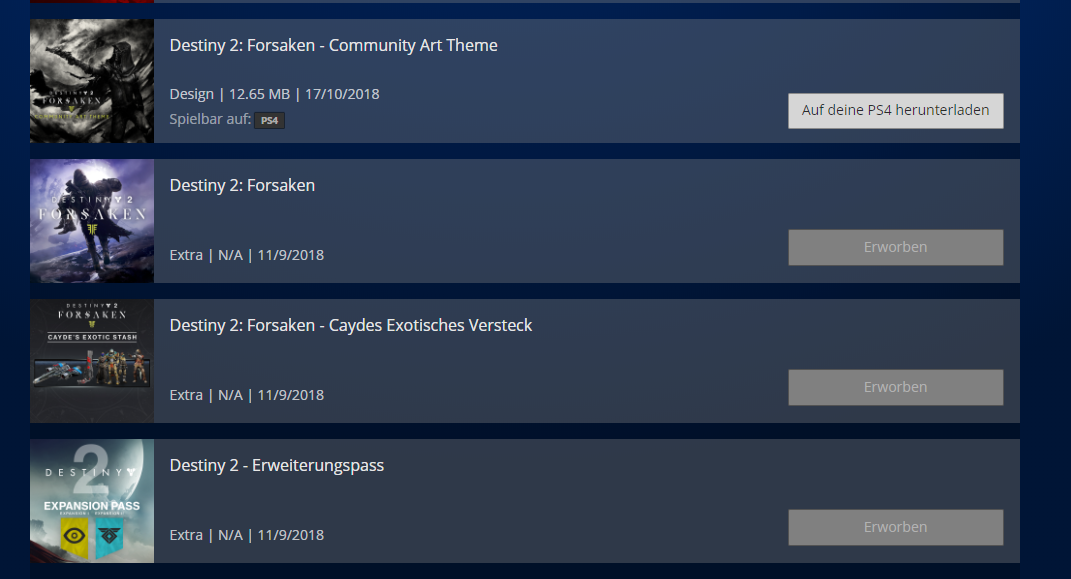 DESTINY 2
FORSAKEN
Destiny 2: Forsaken - Community Art Theme
Design | 12.65 MB | 17/10/2018
Spielbar auf: PS4
Auf deine PS4 herunterladen
DESTINY 2
FORSAKEN
Destiny 2: Forsaken
Extra | N/A | 11/9/2018
Erworben
DESTINY 2
FORSAKEN
CAYDE'S EXOTIC STASH
Destiny 2: Forsaken - Caydes Exotisches Versteck
Extra | N/A | 11/9/2018
Erworben
2
DESTINY
EXPANSION PASS
Destiny 2 - Erweiterungspass
Extra | N/A | 11/9/2018
Erworben